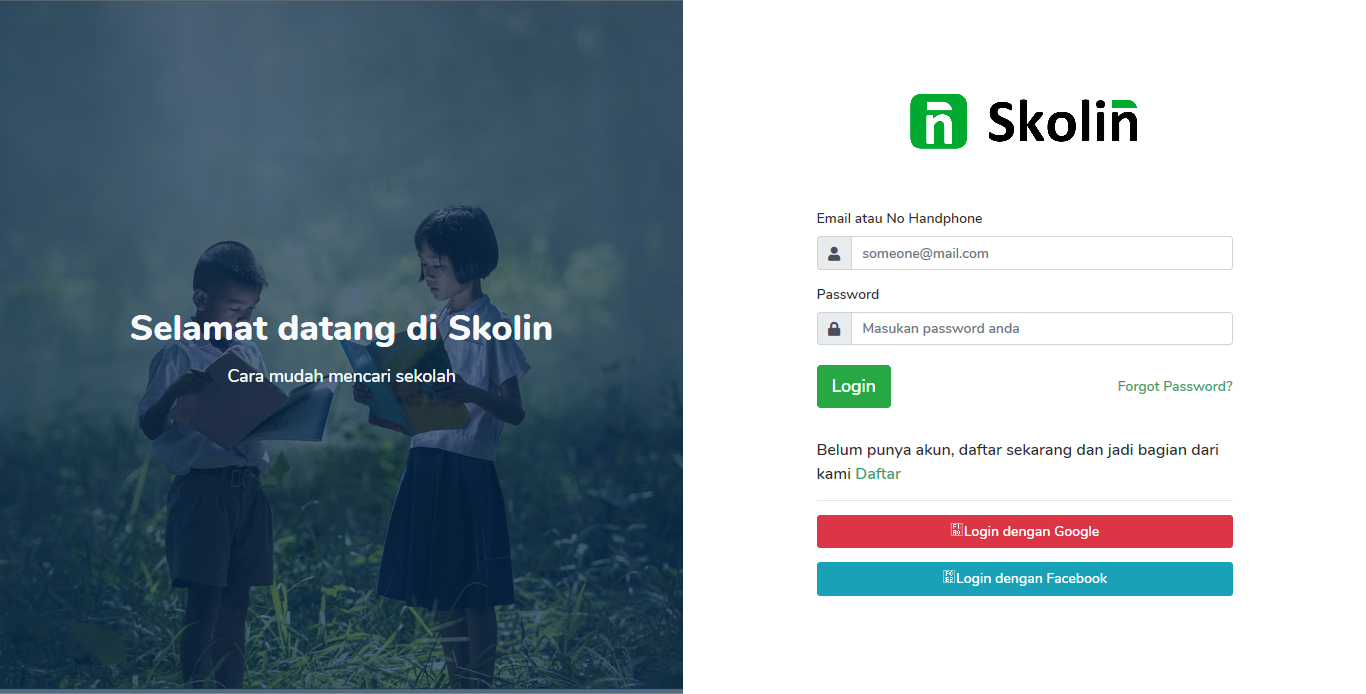 Selamat datang di Skolin
Cara mudah mencari sekolah
Skolin
Email atau No Handphone
someone@mail.com
Password
Masukan password anda
Login
Forgot Password?
Belum punya akun, daftar sekarang dan jadi bagian dari
kami Daftar
Login dengan Google
Login dengan Facebook